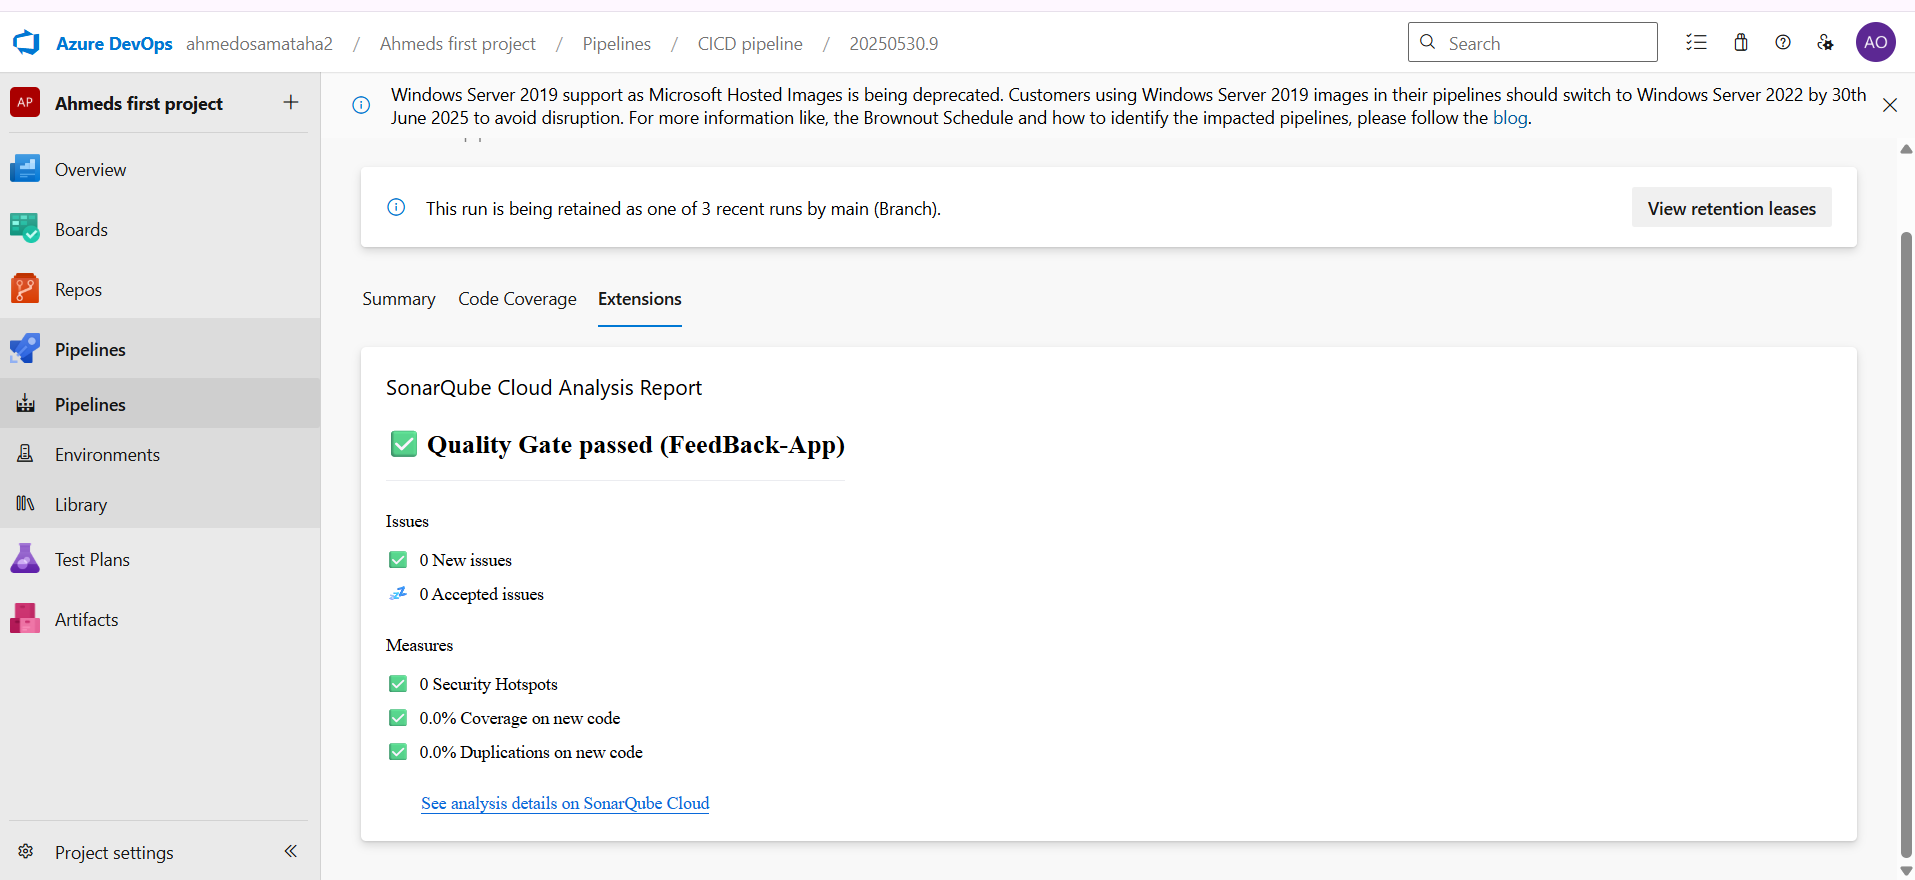 Azure DevOps ahmedosamataha2 / Ahmeds first project / Pipelines / CICD pipeline / 20250530.9
Search
AO
AP Ahmeds first project
Overview
Boards
Repos
Pipelines
Pipelines
Environments
Library
Test Plans
Artifacts
Project settings
Windows Server 2019 support as Microsoft Hosted Images is being deprecated. Customers using Windows Server 2019 images in their pipelines should switch to Windows Server 2022 by 30th
June 2025 to avoid disruption. For more information like, the Brownout Schedule and how to identify the impacted pipelines, please follow the blog.
This run is being retained as one of 3 recent runs by main (Branch).
View retention leases
Summary Code Coverage Extensions
SonarQube Cloud Analysis Report
Quality Gate passed (FeedBack-App)
Issues
0 New issues
0 Accepted issues
Measures
0 Security Hotspots
0.0% Coverage on new code
0.0% Duplications on new code
See analysis details on SonarQube Cloud